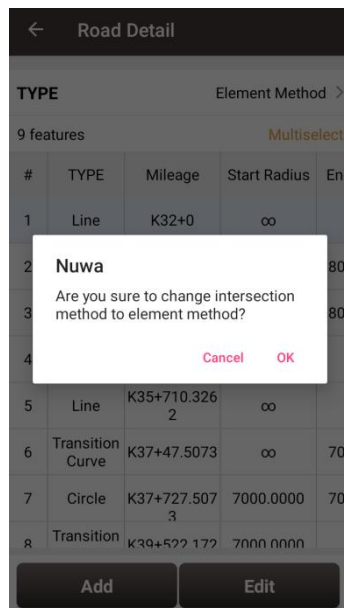 Road Detail
TYPE Element Method >
9 features Multiselect
# TYPE Mileage Start Radius En
1 Line K32+0 ∞
2 80
3 80
4
Nuwa
Are you sure to change intersection
method to element method?
Cancel OK
5 Line K35+710.326
2 ∞
6 Transition
Curve K37+47.5073 ∞ 70
7 Circle K37+727.507
3 7000.0000 70
8 Transition K39+522.172 7000.0000
Add Edit